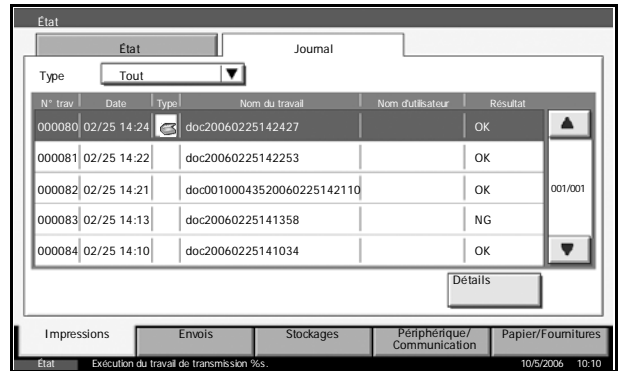 État
État Journal
Type Tout
N° trav Date Type Nom du travail Nom d'utilisateur Résultat
000080 02/25 14:24 doc20060225142427 OK
000081 02/25 14:22 doc20060225142253 OK
000082 02/25 14:21 doc00100043520060225142110 OK
001/001
000083 02/25 14:13 doc20060225141358 NG
000084 02/25 14:10 doc20060225141034 OK
Détails
Impressions Envois Stockages Périphérique/ Communication Papier/Fournitures
État Exécution du travail de transmission %s. 10/5/2006 10:10